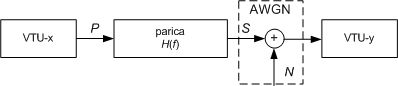 AWGN
VTU-x
P
parica
H(f)
S
+
N
VTU-y